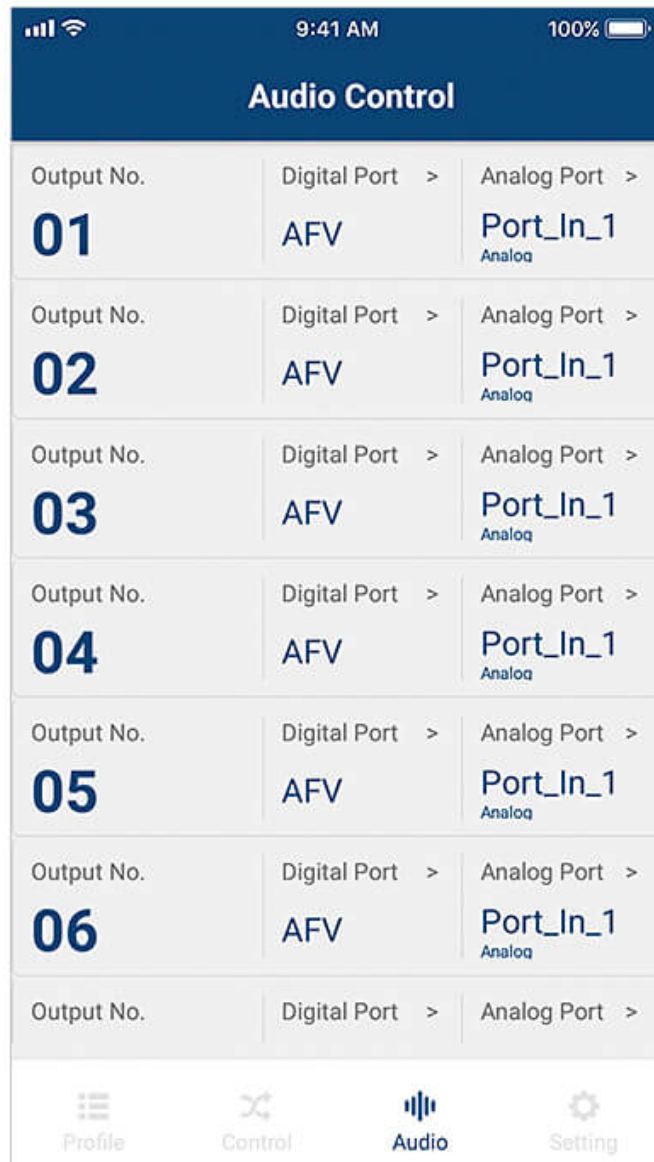 9:41 AM 100%
Audio Control
Output No. Digital Port > Analog Port >
01 AFV Port_In_1
Analog
Output No. Digital Port > Analog Port >
02 AFV Port_In_1
Analog
Output No. Digital Port > Analog Port >
03 AFV Port_In_1
Analog
Output No. Digital Port > Analog Port >
04 AFV Port_In_1
Analog
Output No. Digital Port > Analog Port >
05 AFV Port_In_1
Analog
Output No. Digital Port > Analog Port >
06 AFV Port_In_1
Analog
Output No. Digital Port > Analog Port >
Profile Control Audio Setting